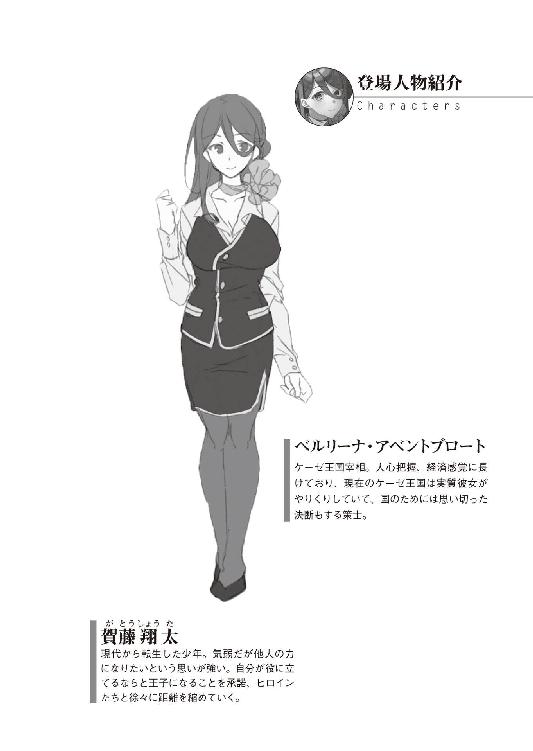 登場人物紹介
Characters
ベルリーナ・アベントブロート
ケーゼ王国宰相。人心把握、経済感覚に長
けており、現在のケーゼ王国は実質彼女が
やりくりしていて、国のためには思い切った
決断もする策士。
がとうしょうた
賀藤翔太
現代から転生した少年。気弱だが他人の力
になりたいという思いが強い。自分が役に立
てるならと王子になることを承諾、ヒロイン
たちと徐々に距離を縮めていく。